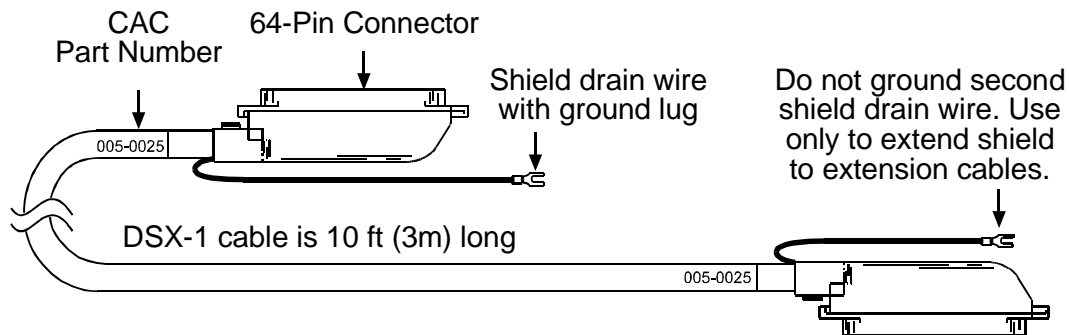 CAC
Part Number
64-Pin Connector
Shield drain wire
with ground lug
Do not ground second
shield drain wire. Use
only to extend shield
to extension cables.
005-0025
DSX-1 cable is 10 ft (3m) long
005-0025